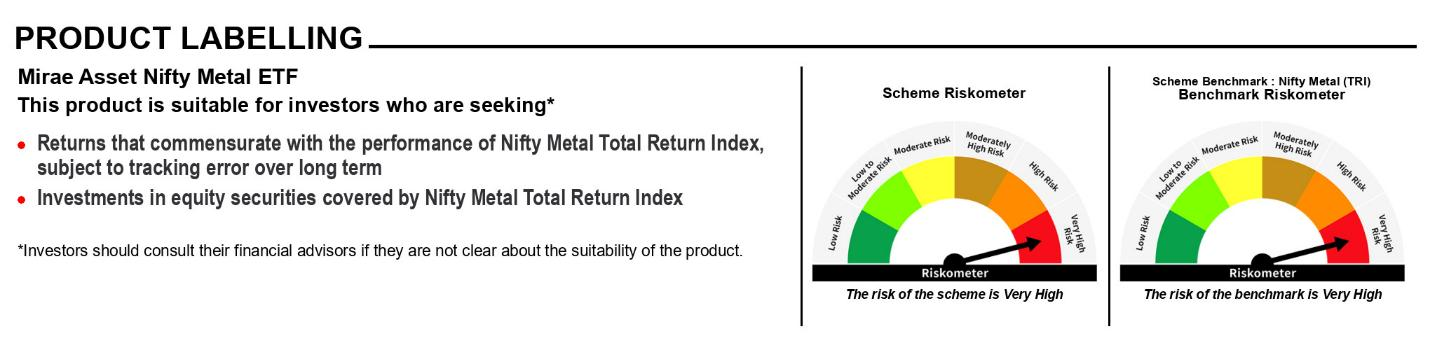 PRODUCT LABELLING
Mirae Asset Nifty Metal ETF
This product is suitable for investors who are seeking*
Returns that commensurate with the performance of Nifty Metal Total Return Index,
subject to tracking error over long term
Investments in equity securities covered by Nifty Metal Total Return Index
*Investors should consult their financial advisors if they are not clear about the suitability of the product.
Scheme Riskometer
Low Risk
Low to
Moderate Risk
Moderate Risk
Moderately
High Risk
High Risk
Very High
Risk
Riskometer
The risk of the scheme is Very High
Scheme Benchmark : Nifty Metal (TRI)
Benchmark Riskometer
Low Risk
Low to
Moderate Risk
Moderate Risk
Moderately
High Risk
High Risk
Very High
Risk
Riskometer
The risk of the benchmark is Very High